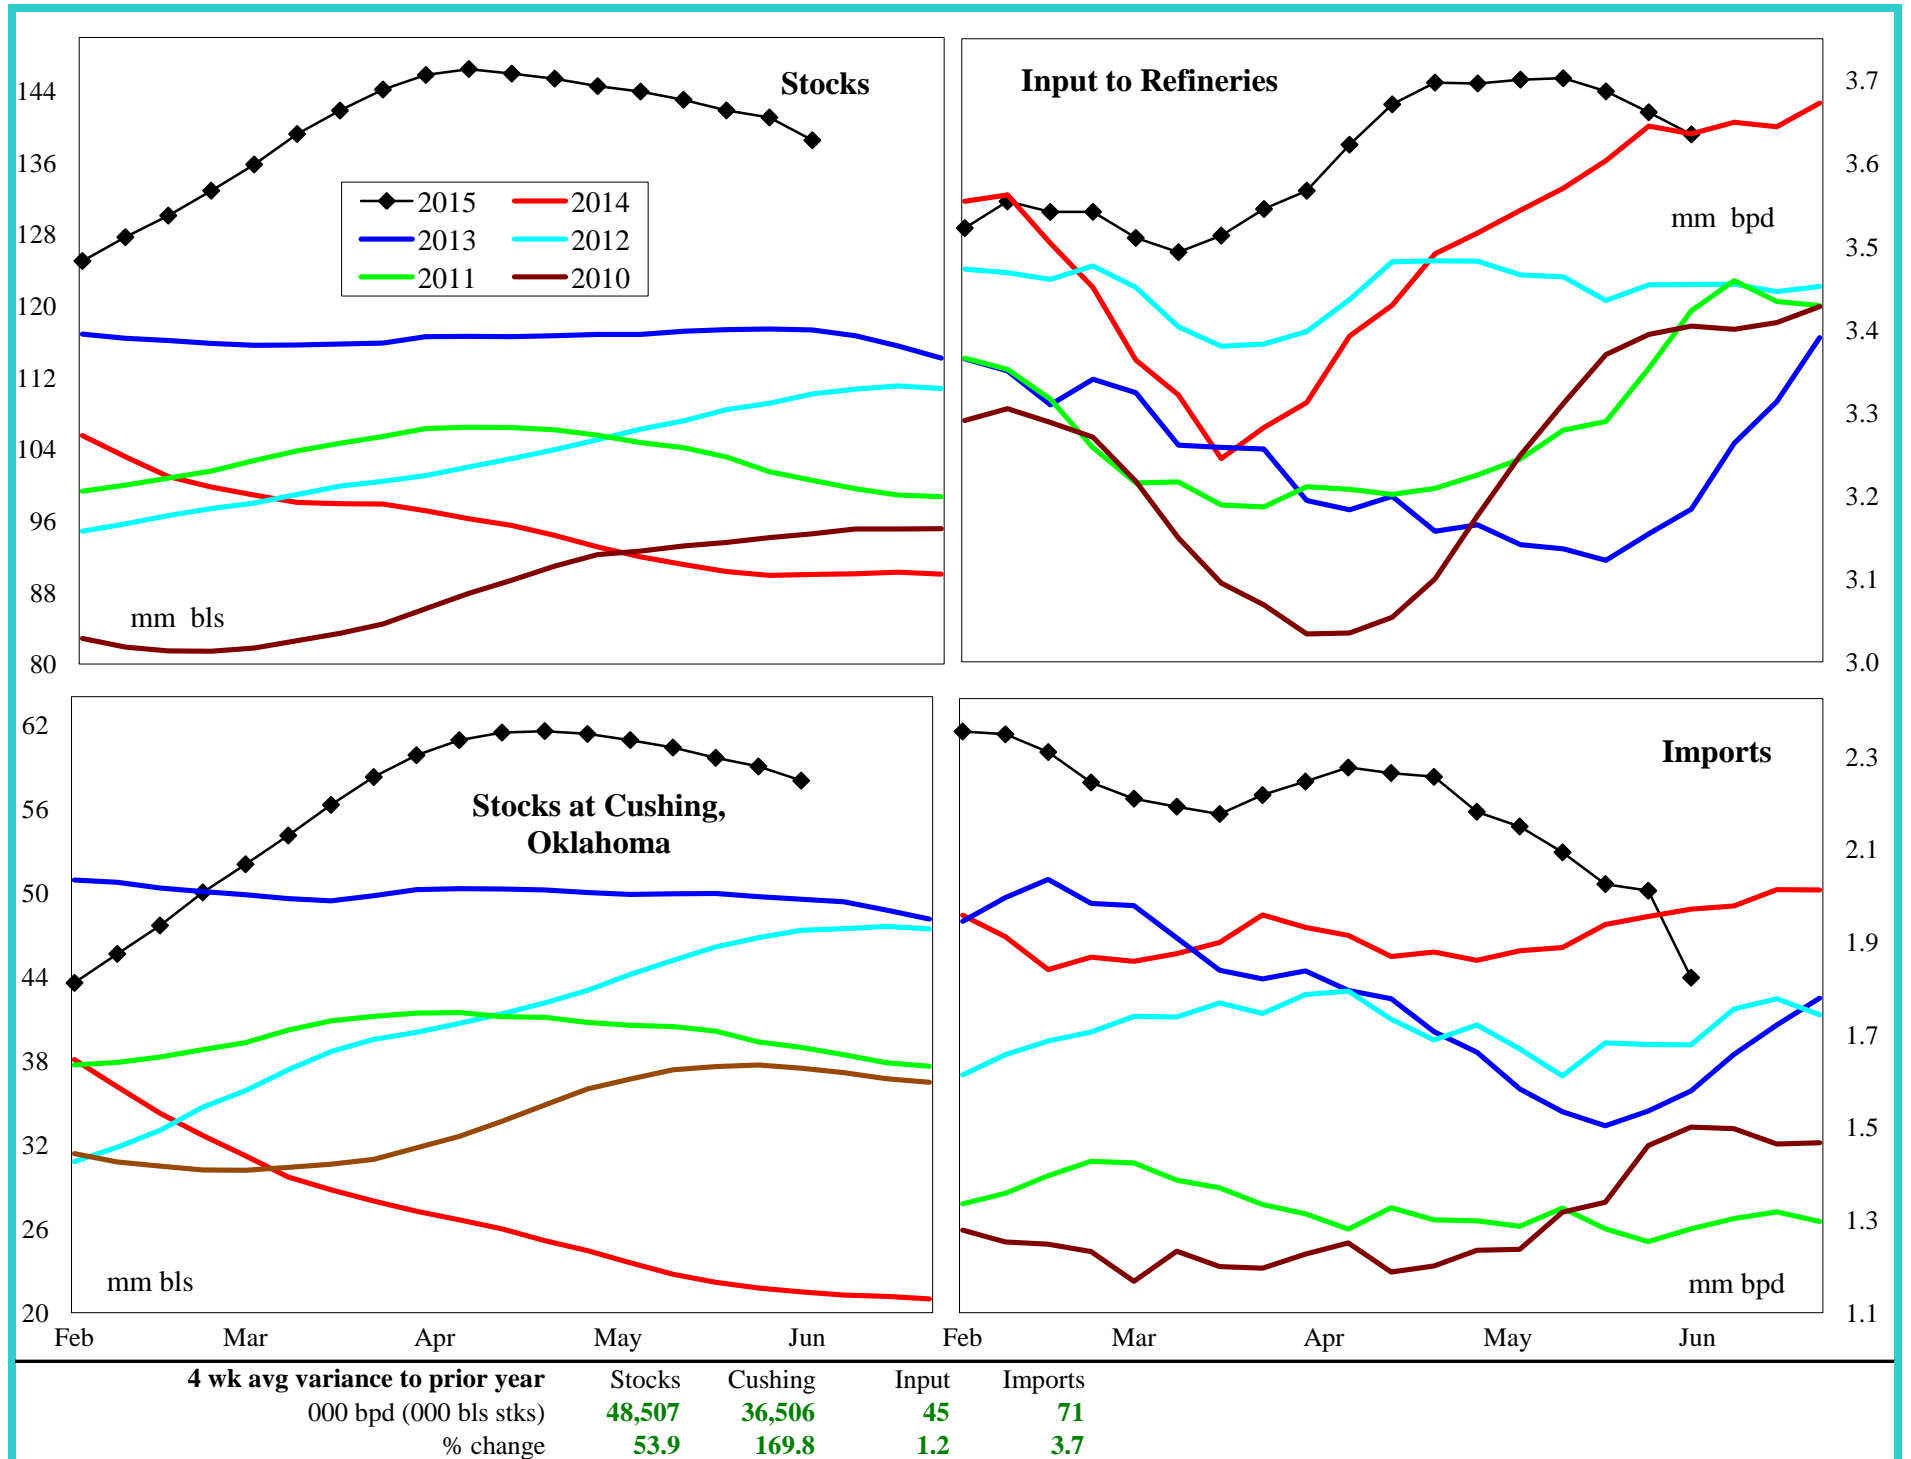 Stocks
144
136
128
120
112
104
96
88
80
2015 2014
2013 2012
2011 2010
mm bls
Input to Refineries
mm bpd
3.7
3.6
3.5
3.4
3.3
3.2
3.1
3.0
Stocks at Cushing,
Oklahoma
62
56
50
44
38
32
26
20
mm bls
Feb Mar Apr May Jun
Imports
2.3
2.1
1.9
1.7
1.5
1.3
1.1
mm bpd
Feb Mar Apr May Jun
4 wk avg variance to prior year Stocks Cushing Input Imports
000 bpd (000 bls stks) 48,507 36,506 45 71
% change 53.9 169.8 1.2 3.7